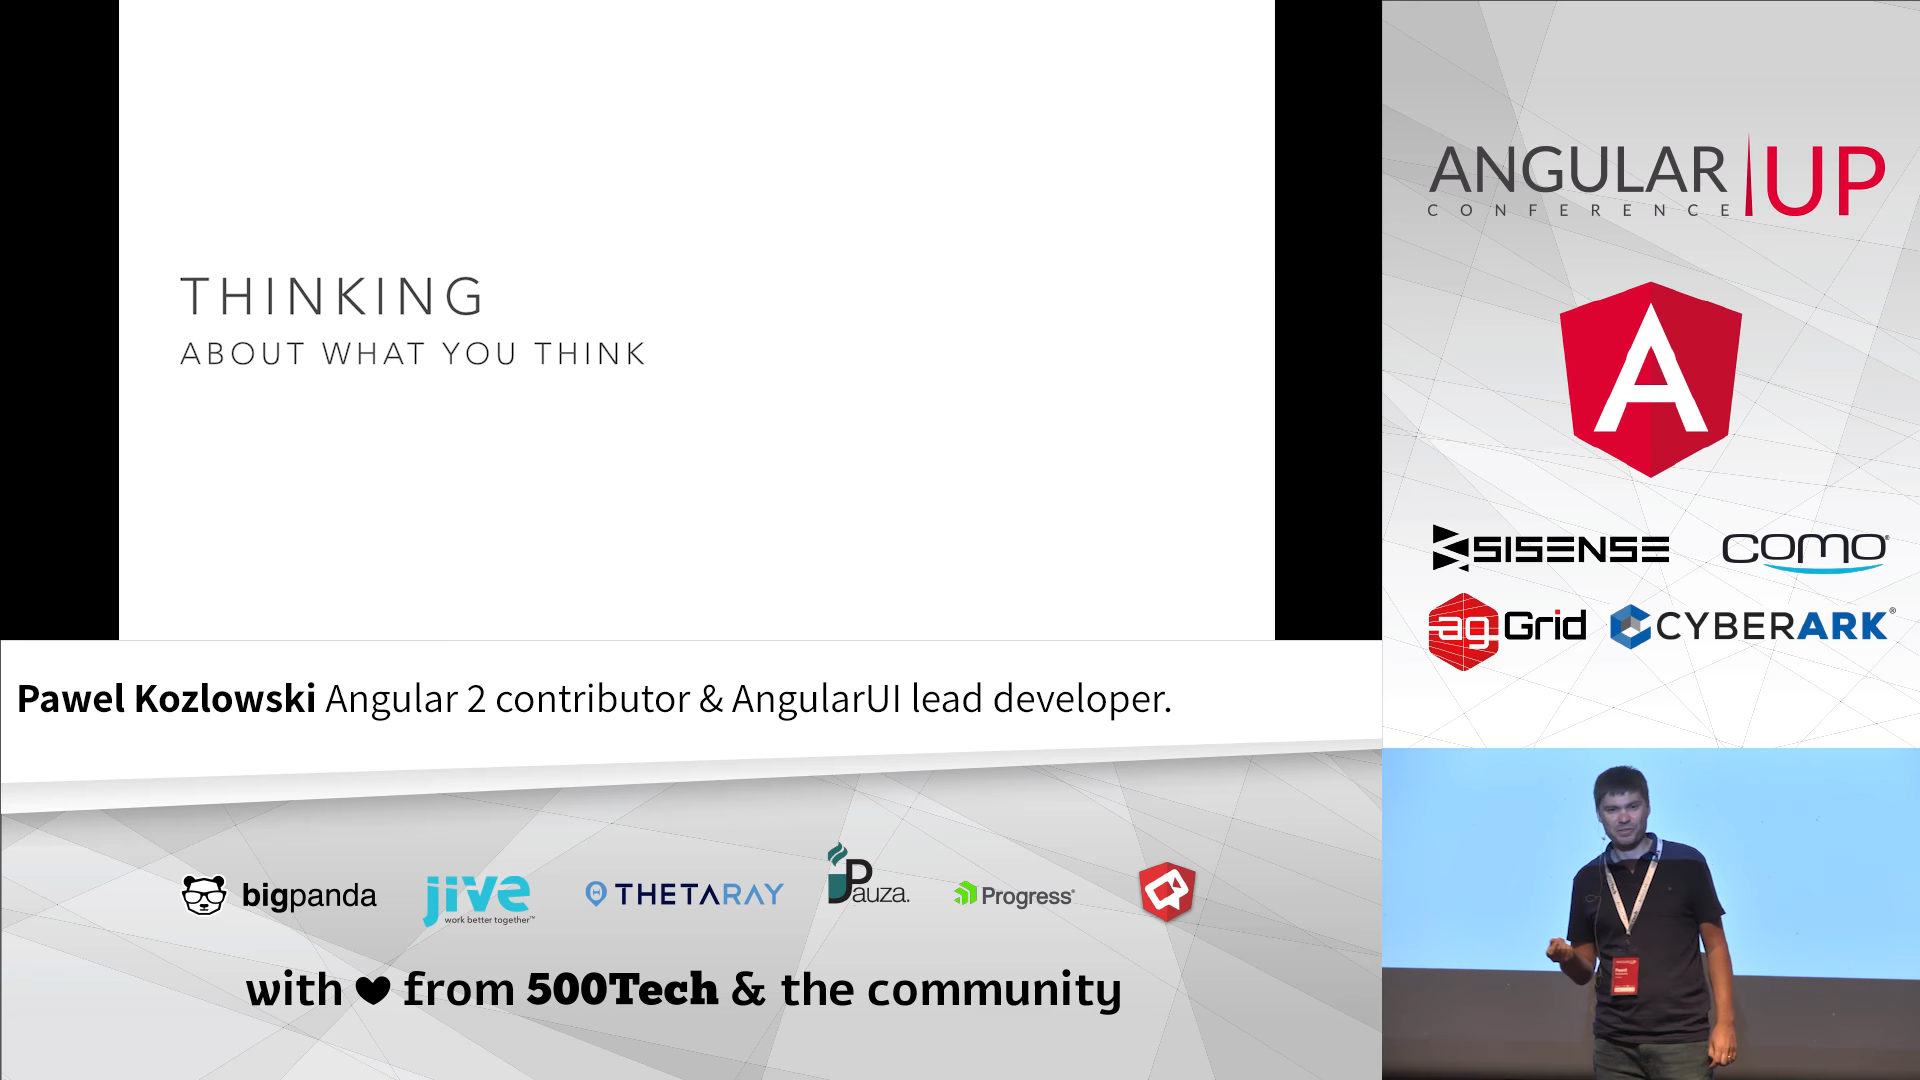 THINKING
ABOUT WHAT YOU THINK
ANGULAR UP
CONFERENCE
SISENSE
como
ag Grid
CYBERARK®
Pawel Kozlowski Angular 2 contributor & AngularUI lead developer.
bigpanda
jive
work better together™
THETARAY
Pauza.
Progress®
with ♥ from 500Tech & the community